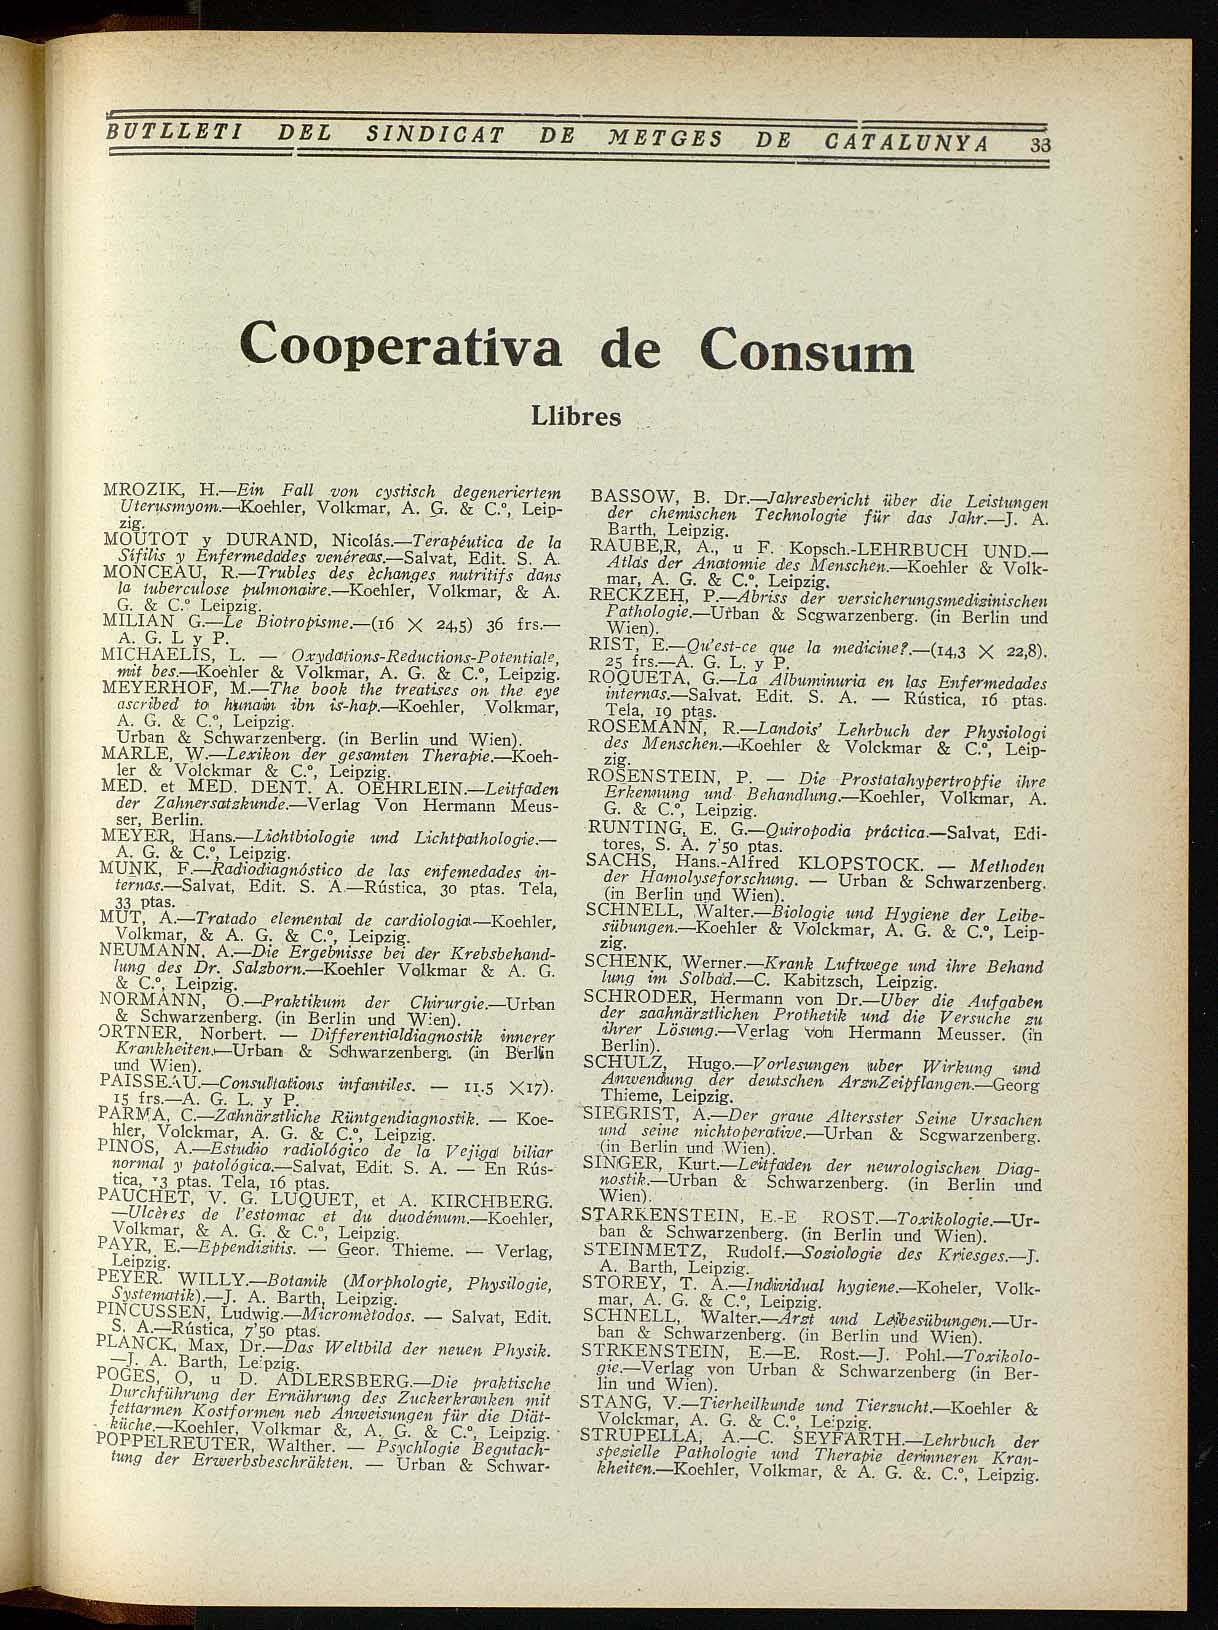 BUTLLETI DEL SINDICAT DE METGES DE CATALUNYA 33
Cooperativa de Consum
Llibres
MROZIK, H.—Ein Fall von cystisch degeneriertem
Uterusmyom.—Koehler, Volkmar, A. G. & C.º, Leip-
zig.
MOUTOT y DURAND, Nicolás.—Terapéutica de la
Sífilis y Enfermedades venéreas.—Salvat, Edit. S. A.
MONCEAU, R.—Trubles des èchanges nutritifs dans
la tuberculose pulmonaire.—Koehler, Volkmar, & A.
G. & C.º Leipzig.
MILIAN G.—Le Biotropisme.—(16 X 24,5) 36 frs.—
A. G. L y P.
MICHAELIS, L. — Oxydations-Reductions-Potentiale,
mit bes.—Koehler & Volkmar, A. G. & C.º, Leipzig.
MEYERHOF, M.—The book the treatises on the eye
ascribed to hunain ibn is-hap.—Koehler, Volkmar,
A. G. & C.º, Leipzig.
Urban & Schwarzenberg. (in Berlin und Wien).
MARLE, W.—Lexikon der gesamten Therapie.—Koeh-
ler & Volckmar & C.º, Leipzig.
MED. et MED. DENT. A. OEHRLEIN.—Leitfaden
der Zahnersatzkunde.—Verlag Von Hermann Meus-
ser, Berlin.
MEYER, Hans.—Lichtbiologie und Lichtpathologie.—
A. G. & C.º, Leipzig.
MUNK, F.—Radiodiagnóstico de las enfemedades in-
ternas.—Salvat, Edit. S. A.—Rústica, 30 ptas. Tela,
33 ptas.
MUT, A.—Tratado elemental de cardiologia.—Koehler,
Volkmar, & A. G. & C.º, Leipzig.
NEUMANN, A.—Die Ergebnisse bei der Krebsbehand-
lung des Dr. Salzborn.—Koehler Volkmar & A. G.
& C.º, Leipzig.
NORMANN, O.—Praktikum der Chirurgie.—Urban
& Schwarzenberg. (in Berlin und Wien).
ORTNER, Norbert. — Differentialdiagnostik innerer
Krankheiten.—Urban & Schwarzenberg. (in Berlin
und Wien).
PAISSEAU.—Consultations infantiles. — 11.5 X17).
15 frs.—A. G. L. y P.
PARMA, C.—Zahnärztliche Rüntgendiagnostik. — Koe-
hler, Volckmar, A. G. & C.º, Leipzig.
PINOS, A.—Estudio radiológico de la Vejiga biliar
normal y patológica.—Salvat, Edit. S. A. — En Rús-
tica, 3 ptas. Tela, 16 ptas.
PAUCHET, V. G. LUQUET, et A. KIRCHBERG.
—Ulcères de l'estomac et du duodénum.—Koehler,
Volkmar, & A. G. & C.º, Leipzig.
PAYR, E.—Eppendizitis. — Geor. Thieme. — Verlag,
Leipzig.
PEYER. WILLY.—Botanik (Morphologie, Physilogie,
Systematik).—J. A. Barth, Leipzig.
PINCUSSEN, Ludwig.—Micromètodos. — Salvat, Edit.
S. A.—Rústica, 7'50 ptas.
PLANCK, Max, Dr.—Das Weltbild der neuen Physik.
—J. A. Barth, Leipzig.
POGES, O, u D. ADLERSBERG.—Die praktische
Durchführung der Ernährung des Zuckerkranken mit
fettarmen Kostformen neb Anweisungen für die Diät-
küche.—Koehler, Volkmar &, A. G. & C.º, Leipzig.
POPPELREUTER, Walther. — Psychlogie Begutach-
tung der Erwerbsbeschräkten. — Urban & Schwar-
BASSOW, B. Dr.—Jahresbericht über die Leistungen
der chemischen Technologie für das Jahr.—J. A.
Barth, Leipzig.
RAUBE,R, A., u F. Kopsch.-LEHRBUCH UND.—
Atlas der Anatomie des Menschen.—Koehler & Volk-
mar, A. G. & C.º, Leipzig.
RECKZEH, P.—Abriss der versicherungsmedizinischen
Pathologie.—Urban & Scgwarzenberg. (in Berlin und
Wien).
RIST, E.—Qu'est-ce que la medicine?.—(14,3 X 22,8).
25 frs.—A. G. L. y P.
ROQUETA, G.—La Albuminuria en las Enfermedades
internas.—Salvat. Edit. S. A. — Rústica, 16 ptas.
Tela, 19 ptas.
ROSEMANN, R.—Landois' Lehrbuch der Physiologi
des Menschen.—Koehler & Volckmar & C.º, Leip-
zig.
ROSENSTEIN, P. — Die Prostatahypertropfie ihre
Erkennung und Behandlung.—Koehler, Volkmar, A.
G. & C.º, Leipzig.
RUNTING, E. G.—Quiropodia práctica.—Salvat, Edi-
tores, S. A. 7'50 ptas.
SACHS, Hans.-Alfred KLOPSTOCK. — Methoden
der Hamolyseforschung. — Urban & Schwarzenberg.
(in Berlin und Wien).
SCHNELL, Walter.—Biologie und Hygiene der Leibe-
sübungen.—Koehler & Volckmar, A. G. & C.º, Leip-
zig.
SCHENK, Werner.—Krank Luftwege und ihre Behand
lung im Solbad.—C. Kabitzsch, Leipzig.
SCHRODER, Hermann von Dr.—Uber die Aufgaben
der zaahnärztlichen Prothetik und die Versuche zu
ihrer Lösung.—Verlag von Hermann Meusser. (in
Berlin).
SCHULZ, Hugo.—Vorlesungen uber Wirkung und
Anwendung der deutschen ArznZeipflangen.—Georg
Thieme, Leipzig.
SIEGRIST, A.—Der graue Altersster Seine Ursachen
und seine nichtoperative.—Urban & Scgwarzenberg.
(in Berlin und Wien).
SINGER, Kurt.—Leitfaden der neurologischen Diag-
nostik.—Urban & Schwarzenberg. (in Berlin und
Wien).
STARKENSTEIN, E.-E ROST.—Toxikologie.—Ur-
ban & Schwarzenberg. (in Berlin und Wien).
STEINMETZ, Rudolf.—Soziologie des Kriesges.—J.
A. Barth, Leipzig.
STOREY, T. A.—Individual hygiene.—Koheler, Volk-
mar, A. G. & C.º, Leipzig.
SCHNELL, Walter.—Arzt und Leibesübungen.—Ur-
ban & Schwarzenberg. (in Berlin und Wien).
STRKENSTEIN, E.—E. Rost.—J. Pohl.—Toxikolo-
gie.—Verlag von Urban & Schwarzenberg (in Ber-
lin und Wien).
STANG, V.—Tierheilkunde und Tierzucht.—Koehler &
Volckmar, A. G. & C.º, Leipzig.
STRUPELLA, A.—C. SEYFARTH.—Lehrbuch der
spezielle Pathologie und Therapie derinneren Kran-
kheiten.—Koehler, Volkmar, & A. G. &. C.º, Leipzig.